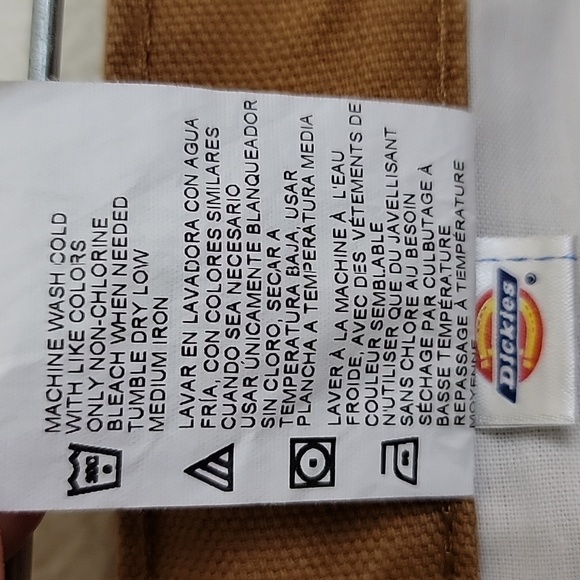 MACHINE WASH COLD
WITH LIKE COLORS
ONLY NON-CHLORINE
BLEACH WHEN NEEDED
TUMBLE DRY LOW
MEDIUM IRON
LAVAR EN LAVADORA CON AGUA
FRÍA, CON COLORES SIMILARES
CUANDO SEA NECESARIO
USAR ÚNICAMENTE BLANQUEADOR
SIN CLORO, SECAR A
TEMPERATURA BAJA, USAR
PLANCHA A TEMPERATURA MEDIA
LAVER À LA MACHINE À L'EAU
FROIDE, AVEC DES VÊTEMENTS DE
COULEUR SEMBLABLE
N'UTILISER QUE DU JAVELLISANT
SANS CHLORE AU BESOIN
SÉCHAGE PAR CULBUTAGE À
BASSE TEMPÉRATURE
REPASSAGE À TEMPÉRATURE
MOYENNE
30C
Dickies®